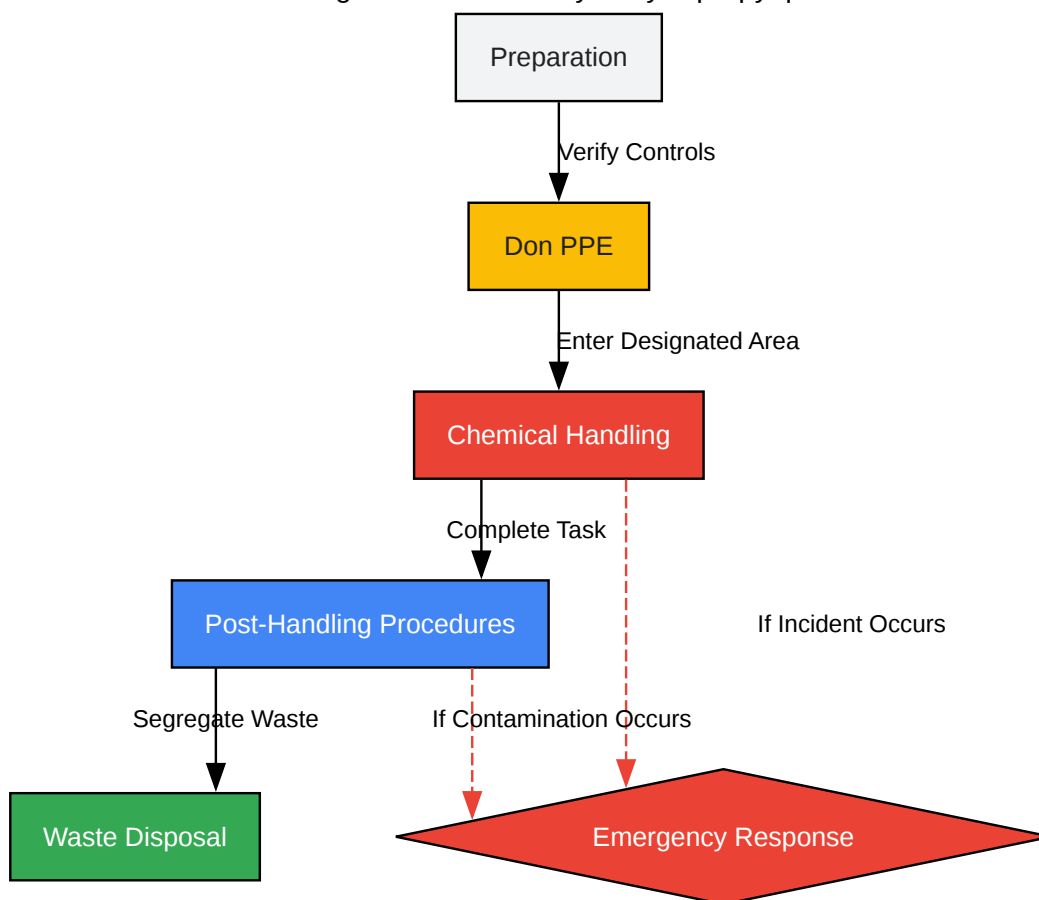 Preparation
Verify Controls
Don PPE
Enter Designated Area
Chemical Handling
Complete Task
Post-Handling Procedures
If Incident Occurs
Segregate Waste
If Contamination Occurs
Waste Disposal
Emergency Response